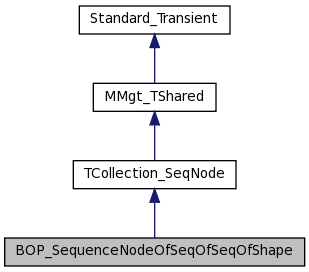 Standard_Transient
MMgt_TShared
TCollection_SeqNode
BOP_SequenceNodeOfSeqOfSeqOfShape